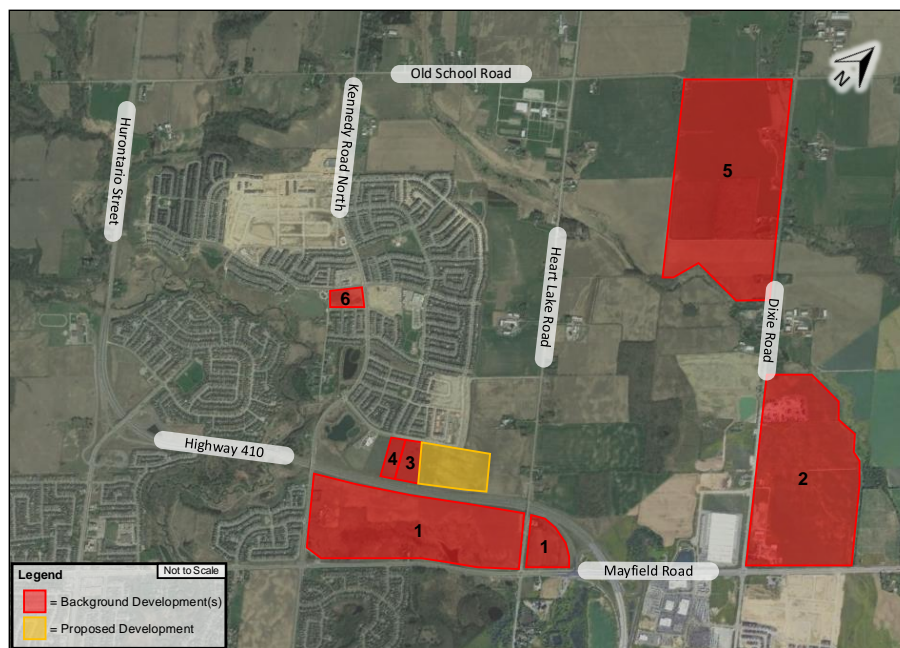 Old School Road
N
Kennedy Road North
Hurontario Street
5
Heart Lake Road
6
Dixie Road
Highway 410
4
3
2
1
1
Mayfield Road
Legend
Not to Scale
= Background Development(s)
= Proposed Development